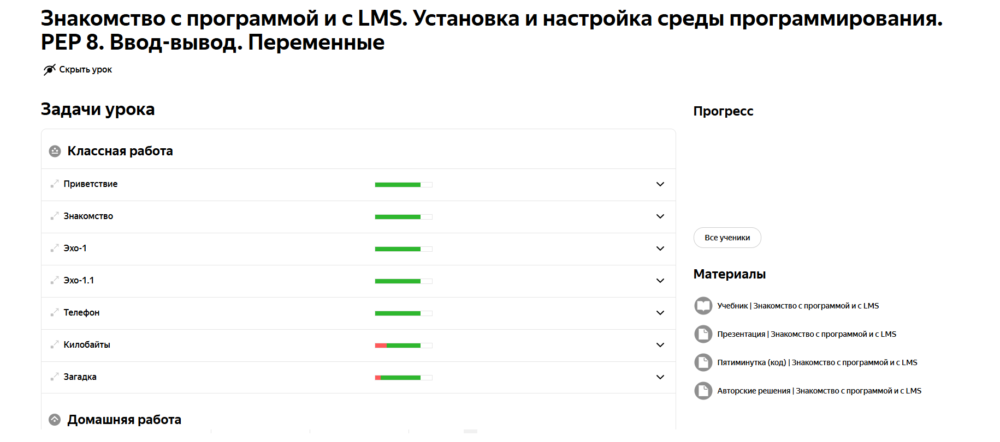 Знакомство с программой и с LMS. Установка и настройка среды программирования.
PEP 8. Ввод-вывод. Переменные
Скрыть урок
Задачи урока
Классная работа
Приветствие
Знакомство
Эхо-1
Эхо-1.1
Телефон
Килобайты
Загадка
Домашняя работа
Прогресс
Все ученики
Материалы
Учебник | Знакомство с программой и с LMS
Презентация | Знакомство с программой и с LMS
Пятиминутка (код) | Знакомство с программой и с LMS
Авторские решения | Знакомство с программой и с LMS